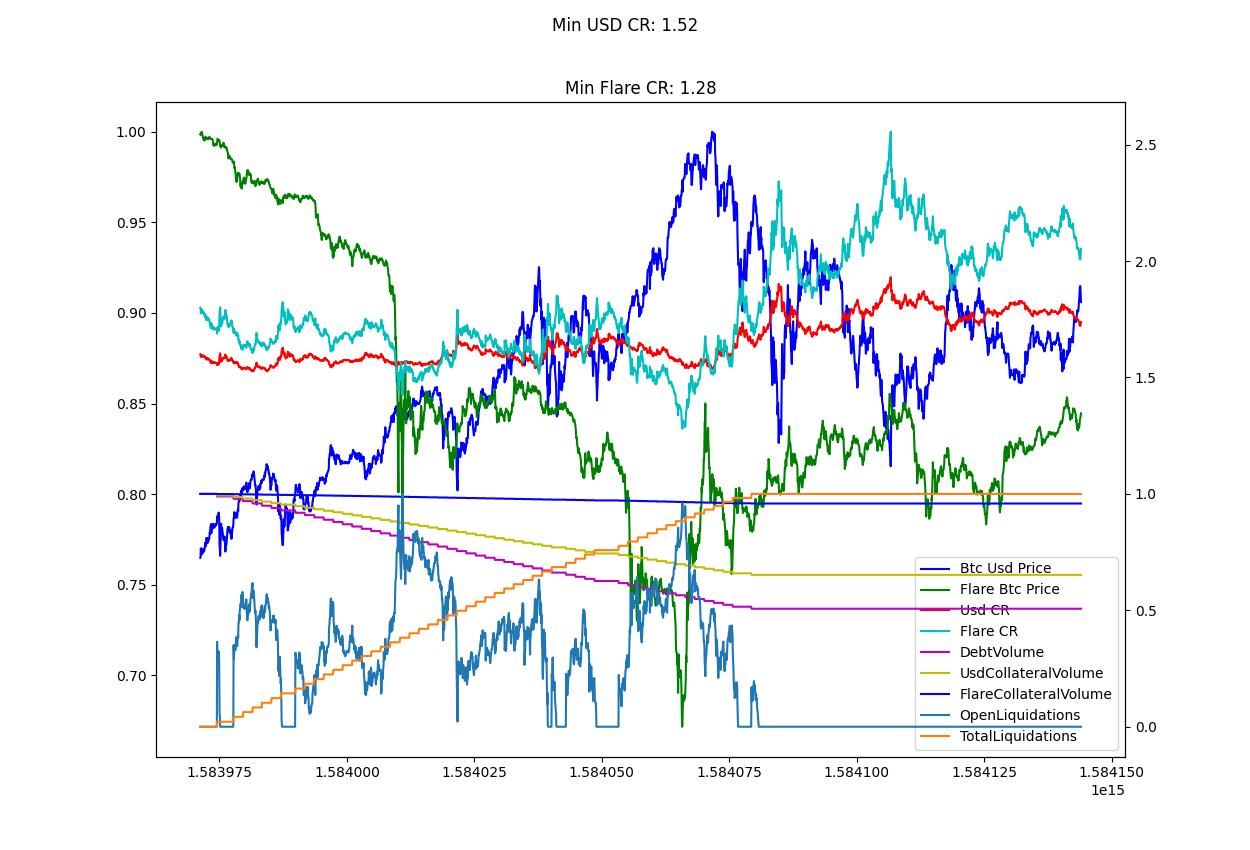 Min USD CR: 1.52
Min Flare CR: 1.28
1.00
0.95
0.90
0.85
0.80
0.75
0.70
2.5
2.0
1.5
1.0
0.5
0.0
Btc Usd Price
Flare Btc Price
Usd CR
Flare CR
DebtVolume
UsdCollateralVolume
FlareCollateralVolume
OpenLiquidations
TotalLiquidations
1.583975 1.584000 1.584025 1.584050 1.584075 1.584100 1.584125 1.584150
1e15